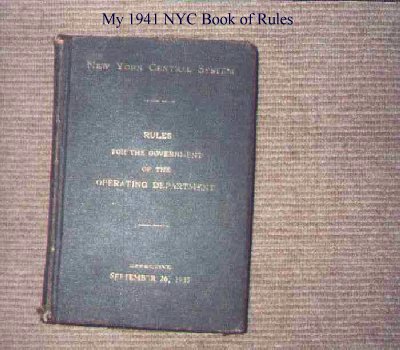 My 1941 NYC Book of Rules
NEW YORK CENTRAL SYSTEM
RULES
FOR THE GOVERNMENT
OF THE
OPERATING DEPARTMENT
EFFECTIVE
SEPTEMBER 26,